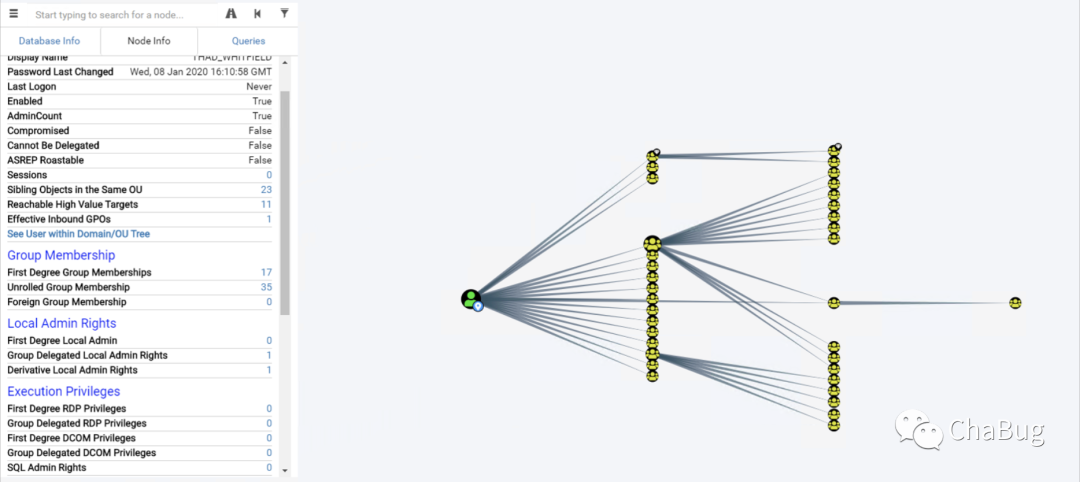 Start typing to search for a node...
Database Info Node Info Queries
Display Name THAD_WHITFIELD
Password Last Changed Wed, 08 Jan 2020 16:10:58 GMT
Last Logon Never
Enabled True
AdminCount True
Compromised False
Cannot Be Delegated False
ASREP Roastable False
Sessions 0
Sibling Objects in the Same OU 23
Reachable High Value Targets 11
Effective Inbound GPOs 1
See User within Domain/OU Tree
Group Membership
First Degree Group Memberships 17
Unrolled Group Membership 35
Foreign Group Membership 0
Local Admin Rights
First Degree Local Admin 0
Group Delegated Local Admin Rights 1
Derivative Local Admin Rights 1
Execution Privileges
First Degree RDP Privileges 0
Group Delegated RDP Privileges 0
First Degree DCOM Privileges 0
Group Delegated DCOM Privileges 0
SQL Admin Rights 0
ChaBug